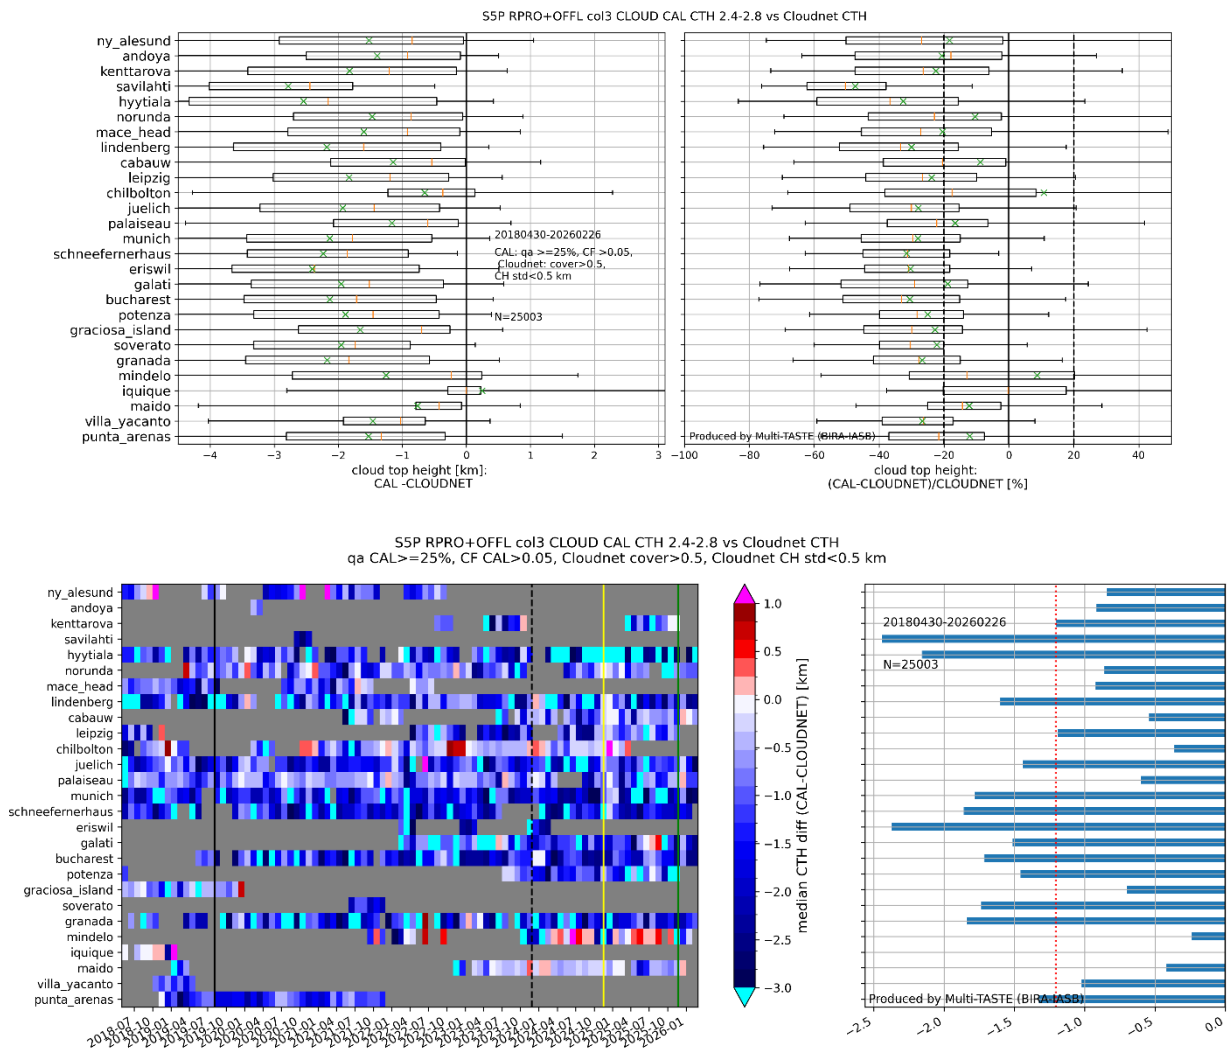 S5P RPRO+OFFL col3 CLOUD CAL CTH 2.4-2.8 vs Cloudnet CTH
ny_alesund
andoya
kenttarova
savilahti
hyytiala
norunda
mace_head
lindenberg
cabauw
leipzig
chilbolton
juelich
palaiseau
munich
schneefernerhaus
eriswil
galati
bucharest
potenza
graciosa_island
soverato
granada
mindelo
iquique
maido
villa_yacanto
punta_arenas
20180430-20260226
CAL: qa >=25%, CF >0.05,
Cloudnet: cover>0.5,
CH std<0.5 km
N=25003
−4 −3 −2 −1 0 1 2 3
cloud top height [km]:
CAL -CLOUDNET
Produced by Multi-TASTE (BIRA-IASB)
−100 −80 −60 −40 −20 0 20 40
cloud top height:
(CAL-CLOUDNET)/CLOUDNET [%]
S5P RPRO+OFFL col3 CLOUD CAL CTH 2.4-2.8 vs Cloudnet CTH
qa CAL>=25%, CF CAL>0.05, Cloudnet cover>0.5, Cloudnet CH std<0.5 km
ny_alesund
andoya
kenttarova
savilahti
hyytiala
norunda
mace_head
lindenberg
cabauw
leipzig
chilbolton
juelich
palaiseau
munich
schneefernerhaus
eriswil
galati
bucharest
potenza
graciosa_island
soverato
granada
mindelo
iquique
maido
villa_yacanto
punta_arenas
2018-07
2018-10
2019-01
2019-04
2019-07
2019-10
2020-01
2020-04
2020-07
2020-10
2021-01
2021-04
2021-07
2021-10
2022-01
2022-04
2022-07
2022-10
2023-01
2023-04
2023-07
2023-10
2024-01
2024-04
2024-07
2024-10
2025-01
2025-04
2025-07
2025-10
2026-01
1.0
0.5
0.0
−0.5
−1.0
−1.5
−2.0
−2.5
−3.0
median CTH diff (CAL-CLOUDNET) [km]
20180430-20260226
N=25003
Produced by Multi-TASTE (BIRA-IASB)
−2.5 −2.0 −1.5 −1.0 −0.5 0.0